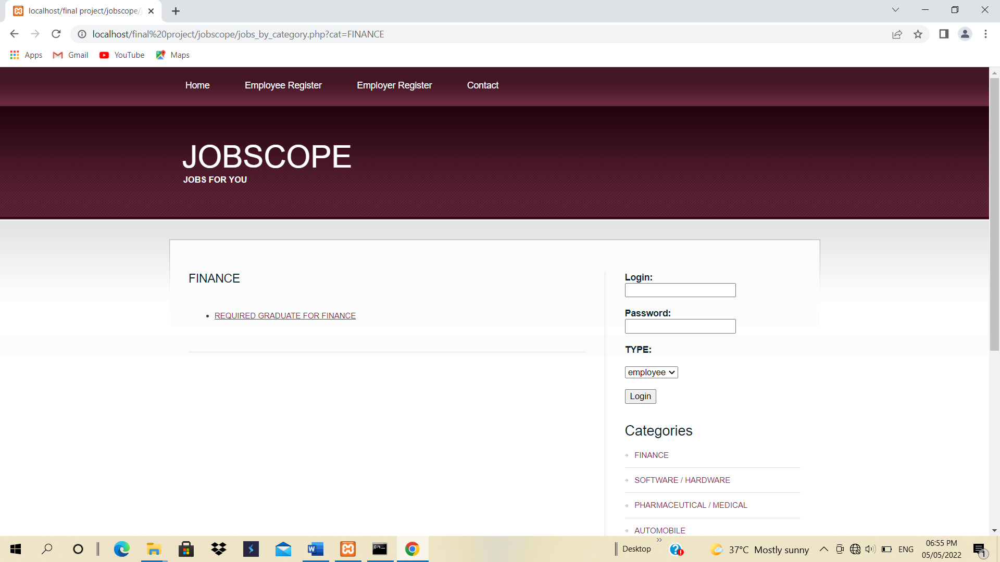 localhost/final project/jobscope/
localhost/final%20project/jobscope/jobs_by_category.php?cat=FINANCE
Apps Gmail YouTube Maps
Home Employee Register Employer Register Contact
JOBSCOPE
JOBS FOR YOU
FINANCE
REQUIRED GRADUATE FOR FINANCE
Login:
Password:
TYPE:
employee
Login
Categories
FINANCE
SOFTWARE / HARDWARE
PHARMACEUTICAL / MEDICAL
AUTOMOBILE
Desktop
37°C Mostly sunny
ENG
06:55 PM
05/05/2022
1